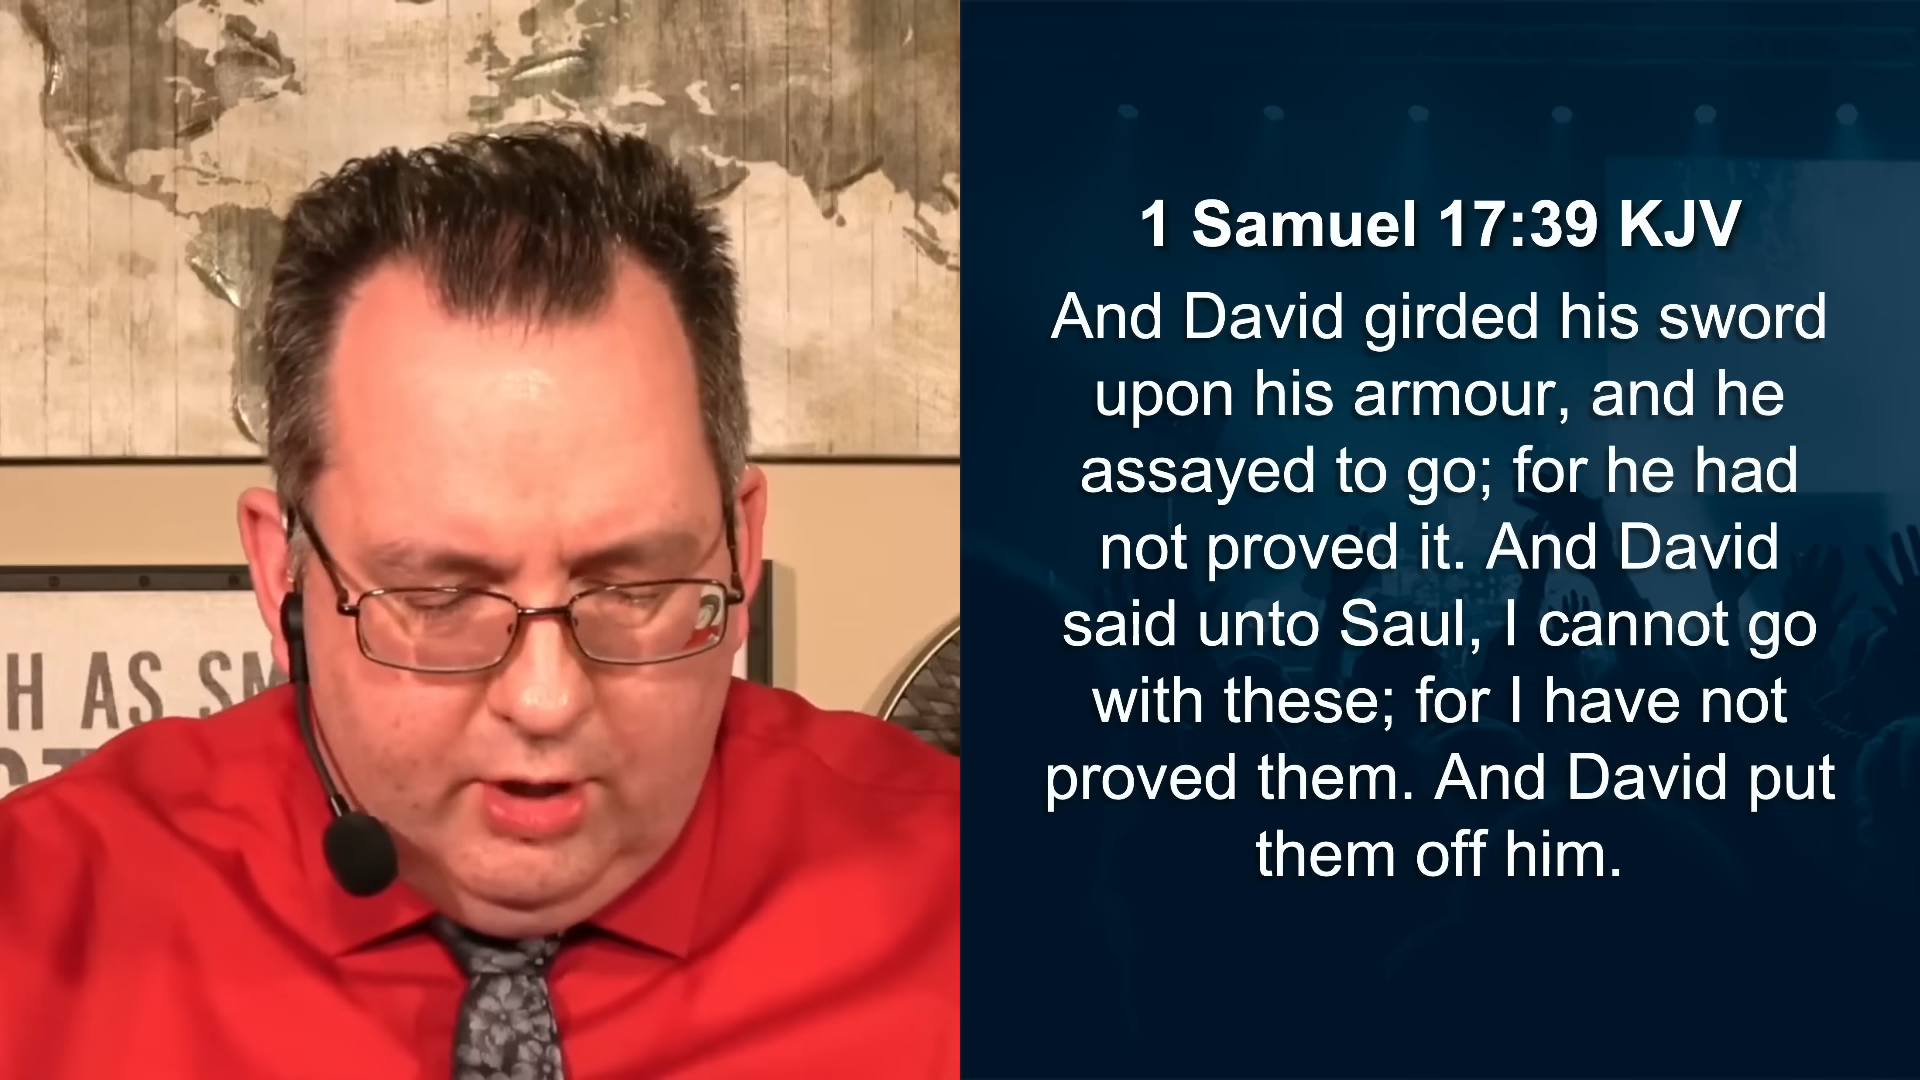 H AS SM
1 Samuel 17:39 KJV
And David girded his sword
upon his armour, and he
assayed to go; for he had
not proved it. And David
said unto Saul, I cannot go
with these; for I have not
proved them. And David put
them off him.